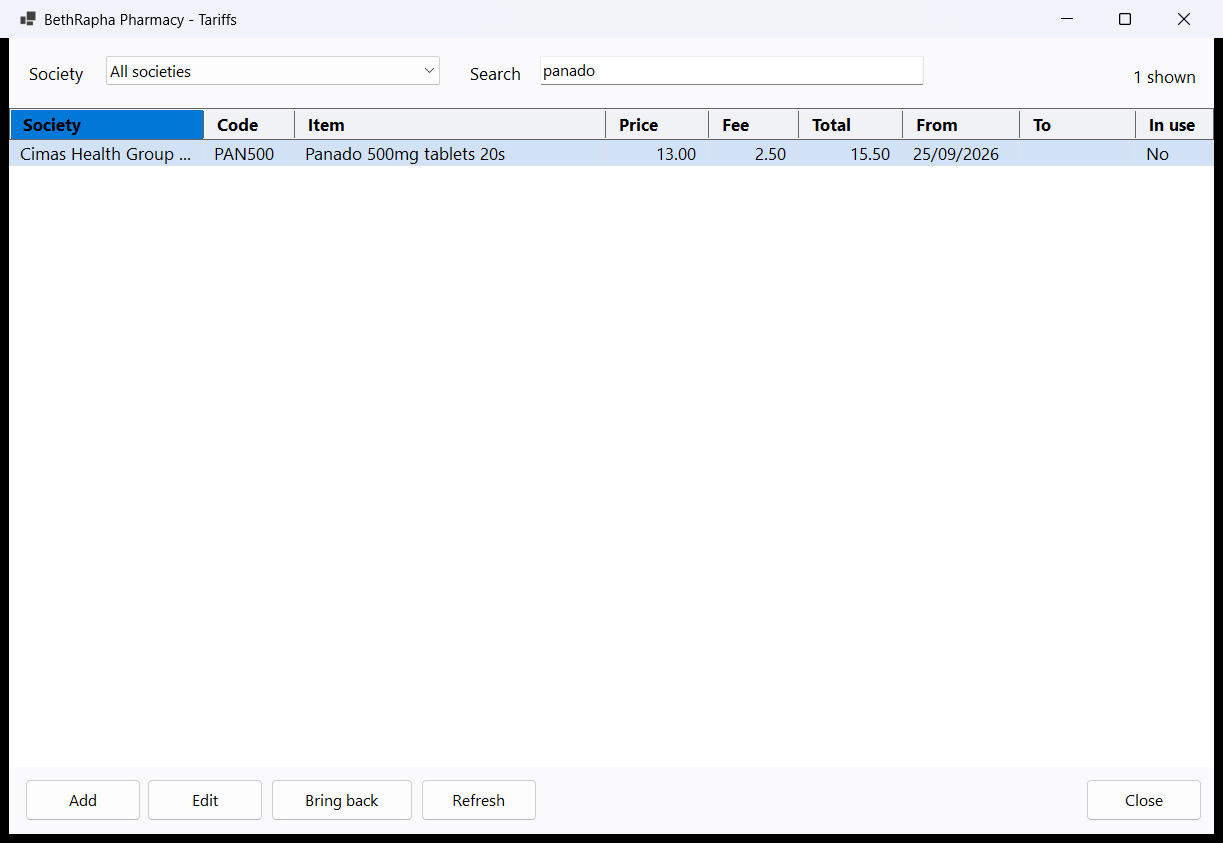 BethRapha Pharmacy - Tariffs
Society All societies Search panado 1 shown
Society Code Item Price Fee Total From To In use
Cimas Health Group ... PAN500 Panado 500mg tablets 20s 13.00 2.50 15.50 25/09/2026 No
Add Edit Bring back Refresh Close